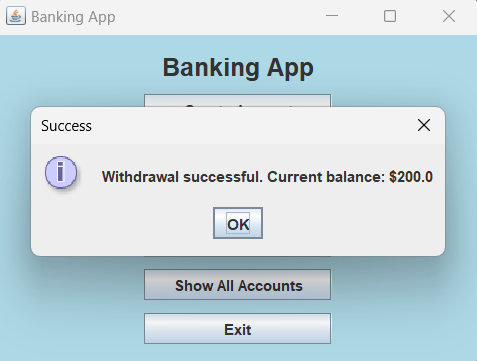 Banking App
Banking App
Success
Withdrawal successful. Current balance: $200.0
OK
Show All Accounts
Exit